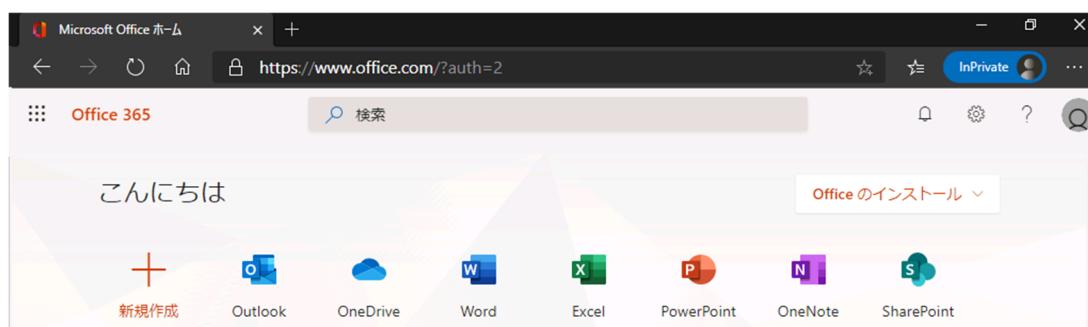 Microsoft Office ホーム
https://www.office.com/?auth=2
InPrivate
Office 365
検索
こんにちは
Office のインストール
新規作成 Outlook OneDrive Word Excel PowerPoint OneNote SharePoint